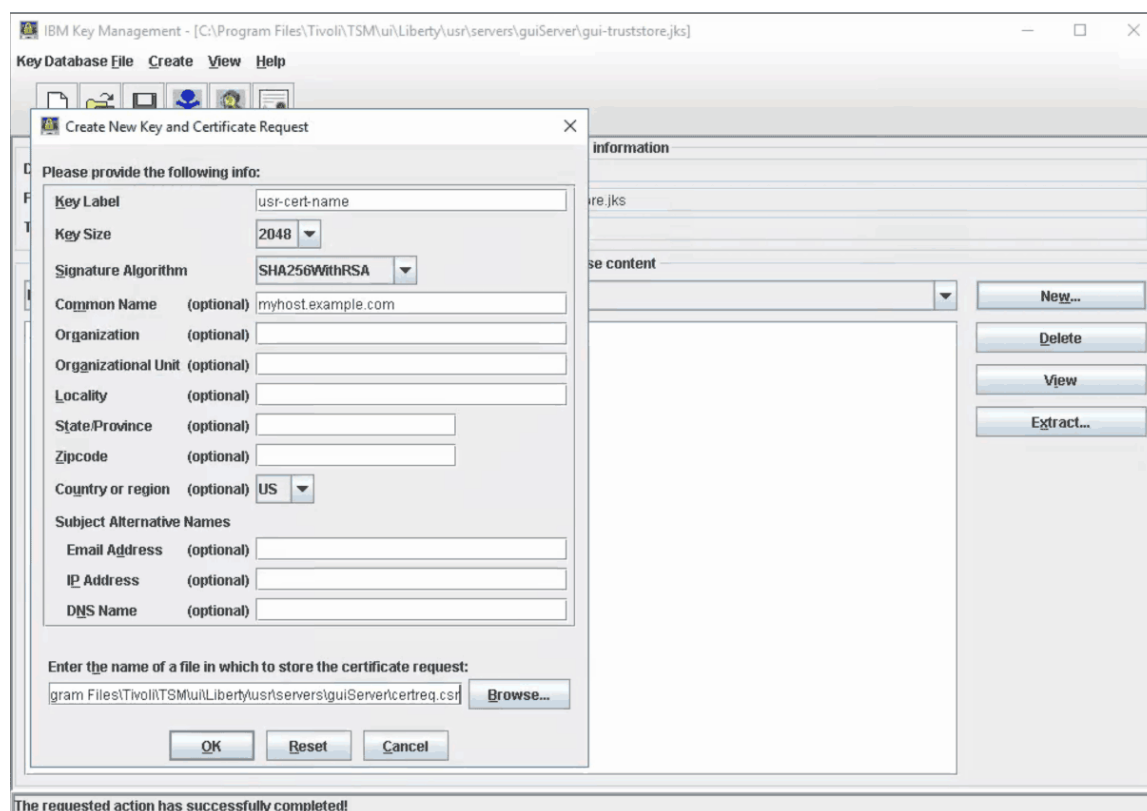 IBM Key Management - [C:\Program Files\Tivoli\TSM\ui\Liberty\usr\servers\guiServer\gui-truststore.jks]
Key Database File Create View Help
Create New Key and Certificate Request
information
Please provide the following info:
Key Label usr-cert-name
.jks
Key Size 2048
Signature Algorithm SHA256WithRSA
content
Common Name (optional) myhost.example.com
New...
Organization (optional)
Delete
Organizational Unit (optional)
View
Locality (optional)
Extract...
State/Province (optional)
Zipcode (optional)
Country or region (optional) US
Subject Alternative Names
Email Address (optional)
IP Address (optional)
DNS Name (optional)
Enter the name of a file in which to store the certificate request:
gram Files\Tivoli\TSM\ui\Liberty\usr\servers\guiServer\certreq.csr Browse...
OK Reset Cancel
The requested action has successfully completed!